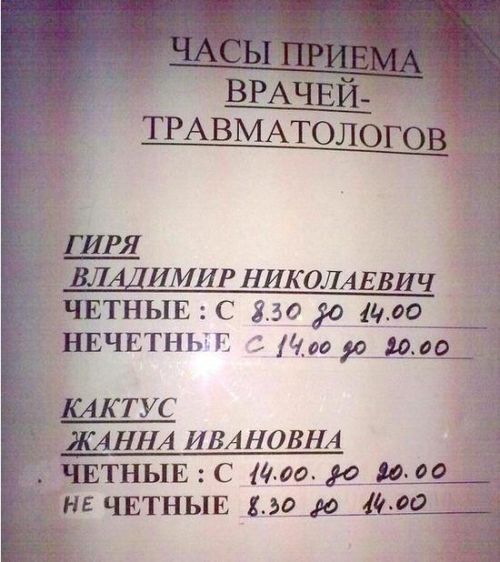 ЧАСЫ ПРИЕМА
ВРАЧЕЙ-
ТРАВМАТОЛОГОВ
ГИРЯ
ВЛАДИМИР НИКОЛАЕВИЧ
ЧЕТНЫЕ : С 8.30 до 14.00
НЕЧЕТНЫЕ С 14.00 до 20.00
КАКТУС
ЖАННА ИВАНОВНА
ЧЕТНЫЕ : С 14.00. до 20.00
НЕ ЧЕТНЫЕ 8.30 до 14.00